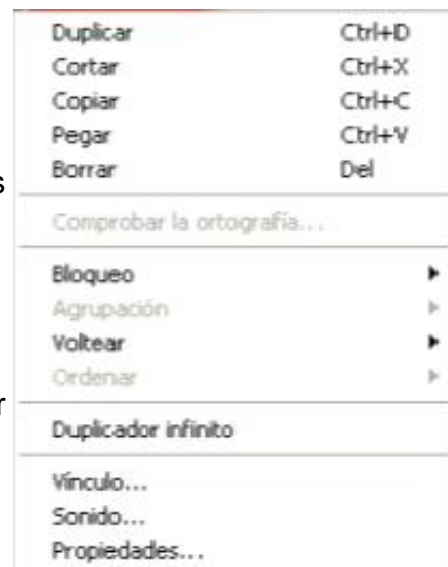 Duplicar Ctrl+D
Cortar Ctrl+X
Copiar Ctrl+C
Pegar Ctrl+V
Borrar Del
s
Comprobar la ortografía...
Bloqueo
Agrupación
Voltear
Ordenar
r
Duplicador infinito
Vínculo...
Sonido...
Propiedades...